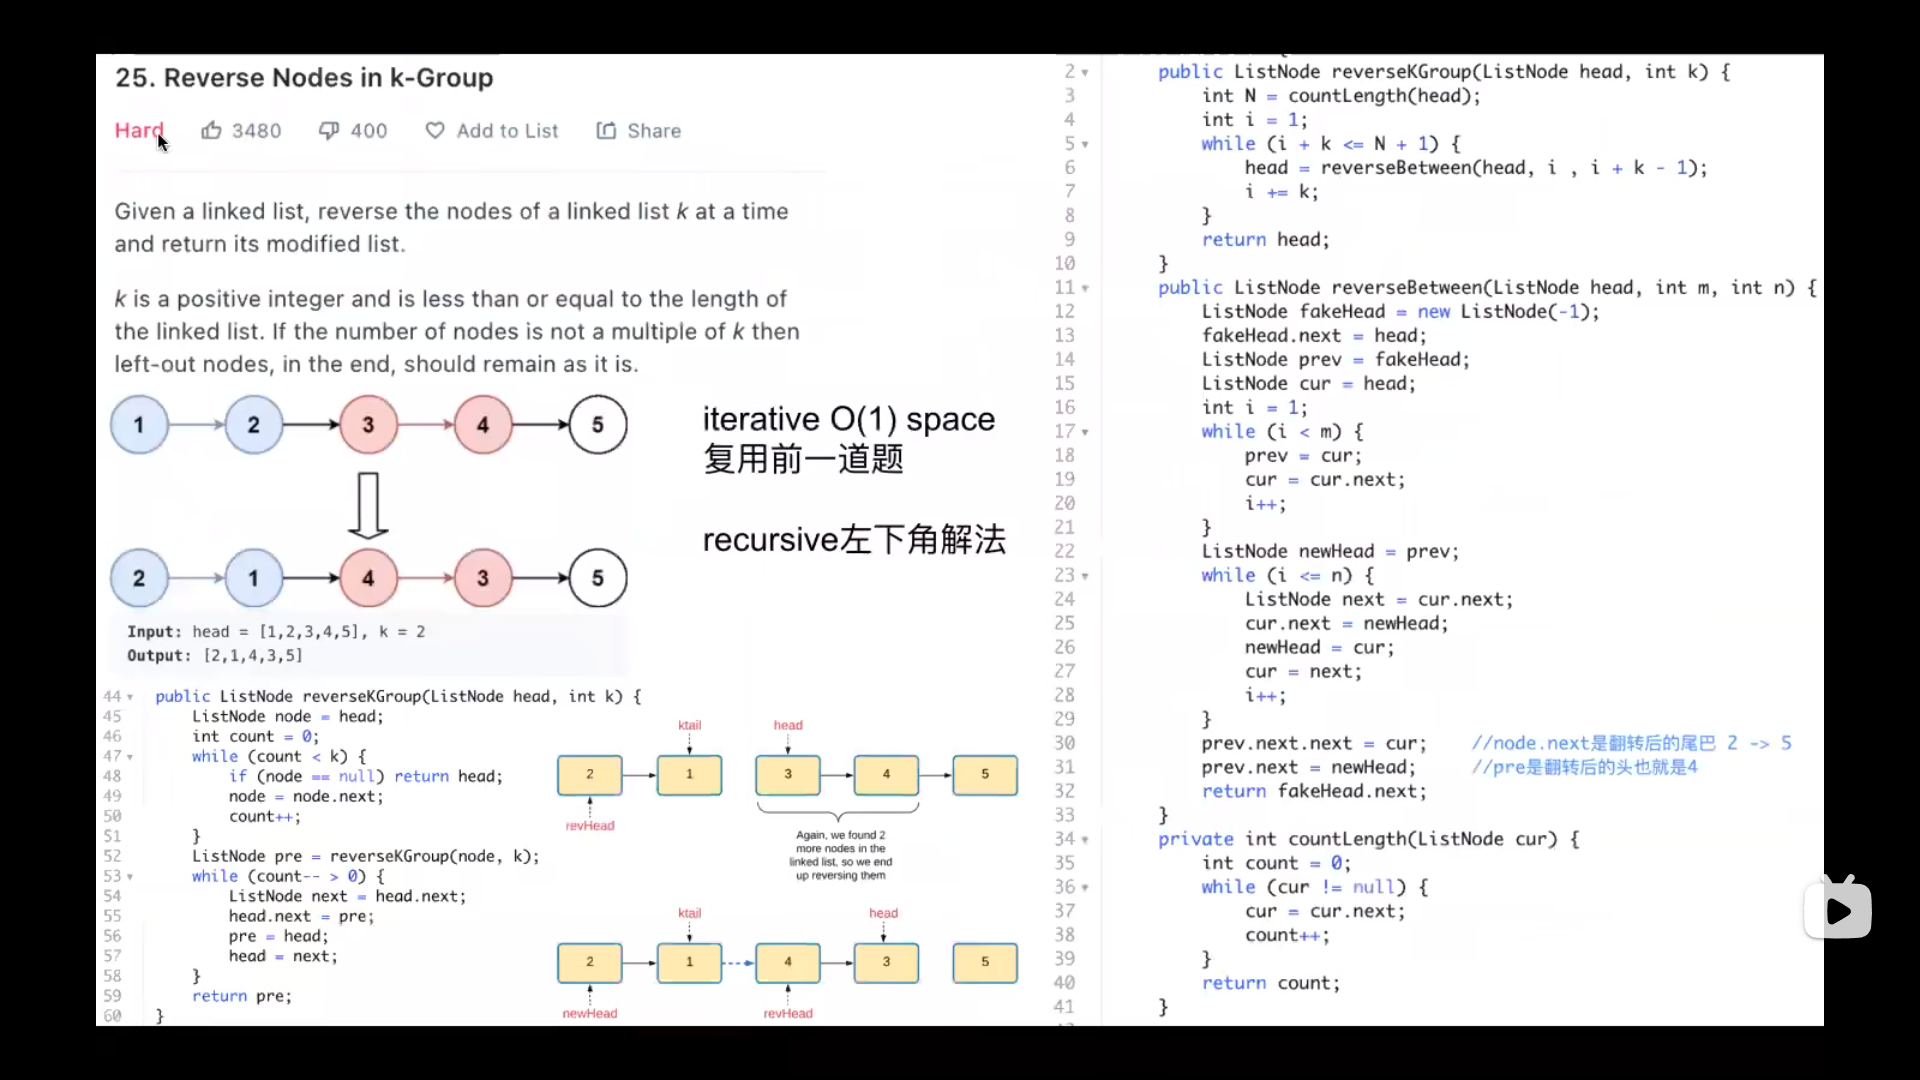 25. Reverse Nodes in k-Group
Hard 3480 400 Add to List Share
Given a linked list, reverse the nodes of a linked list k at a time
and return its modified list.
k is a positive integer and is less than or equal to the length of
the linked list. If the number of nodes is not a multiple of k then
left-out nodes, in the end, should remain as it is.
1 2 3 4 5
2 1 4 3 5
Input: head = [1,2,3,4,5], k = 2
Output: [2,1,4,3,5]
iterative O(1) space
复用前一道题
recursive左下角解法
44 public ListNode reverseKGroup(ListNode head, int k) {
45 ListNode node = head;
46 int count = 0;
47 while (count < k) {
48 if (node == null) return head;
49 node = node.next;
50 count++;
51 }
52 ListNode pre = reverseKGroup(node, k);
53 while (count-- > 0) {
54 ListNode next = head.next;
55 head.next = pre;
56 pre = head;
57 head = next;
58 }
59 return pre;
60 }
ktail head
2 1 3 4 5
revHead
Again, we found 2
more nodes in the
linked list, so we end
up reversing them
ktail head
2 1 4 3 5
newHead revHead
2 public ListNode reverseKGroup(ListNode head, int k) {
3 int N = countLength(head);
4 int i = 1;
5 while (i + k <= N + 1) {
6 head = reverseBetween(head, i , i + k - 1);
7 i += k;
8 }
9 return head;
10 }
11 public ListNode reverseBetween(ListNode head, int m, int n) {
12 ListNode fakeHead = new ListNode(-1);
13 fakeHead.next = head;
14 ListNode prev = fakeHead;
15 ListNode cur = head;
16 int i = 1;
17 while (i < m) {
18 prev = cur;
19 cur = cur.next;
20 i++;
21 }
22 ListNode newHead = prev;
23 while (i <= n) {
24 ListNode next = cur.next;
25 cur.next = newHead;
26 newHead = cur;
27 cur = next;
28 i++;
29 }
30 prev.next.next = cur; //node.next是翻转后的尾巴 2 -> 5
31 prev.next = newHead; //pre是翻转后的头也就是4
32 return fakeHead.next;
33 }
34 private int countLength(ListNode cur) {
35 int count = 0;
36 while (cur != null) {
37 cur = cur.next;
38 count++;
39 }
40 return count;
41 }